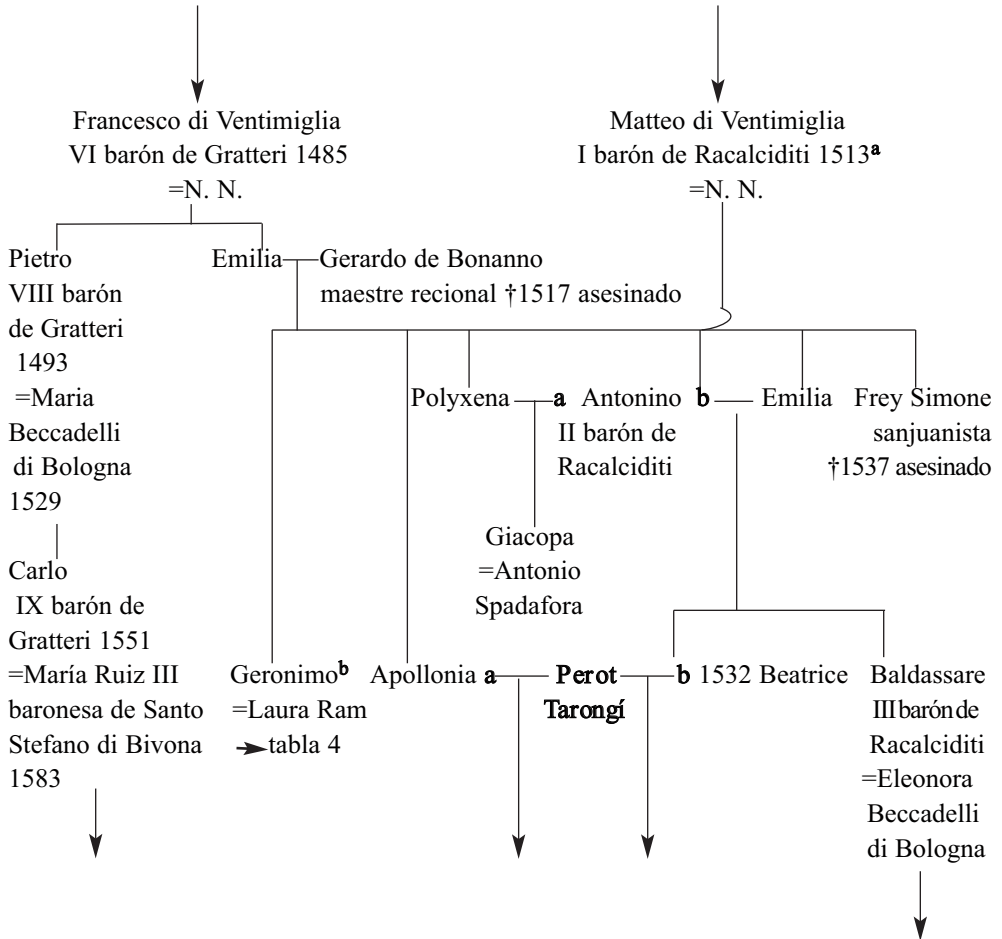 Francesco di Ventimiglia
VI barón de Gratteri 1485
=N. N.
Matteo di Ventimiglia
I barón de Racalciditi 1513a
=N. N.
Pietro
VIII barón
de Gratteri
1493
=Maria
Beccadelli
di Bologna
1529
Emilia
Gerardo de Bonanno
maestre recional †1517 asesinado
Polyxena a Antonino b Emilia
II barón de
Racalciditi
Frey Simone
sanjuanista
†1537 asesinado
Giacopa
=Antonio
Spadafora
Carlo
IX barón de
Gratteri 1551
=María Ruiz III
baronesa de Santo
Stefano di Bivona
1583
Geronimob
=Laura Ram
tabla 4
Apollonia a Perot b 1532 Beatrice
Tarongí
Baldassare
III barón de
Racalciditi
=Eleonora
Beccadelli
di Bologna